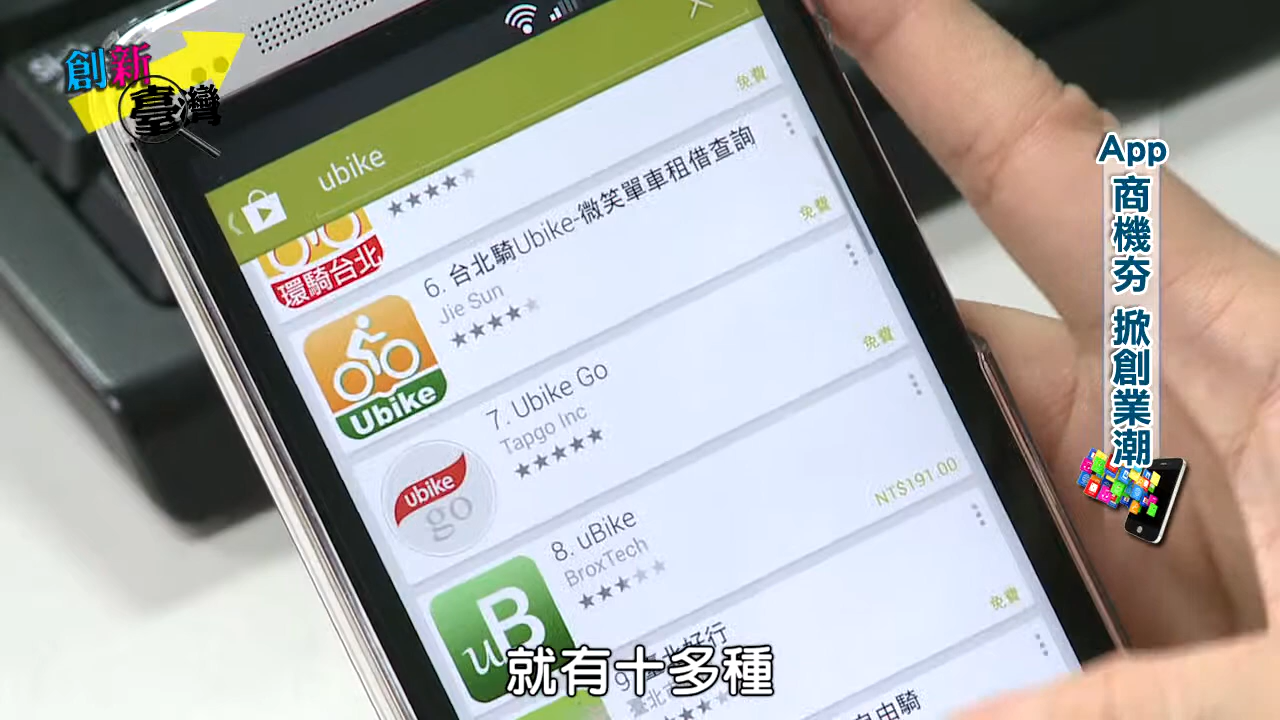 創新
臺灣
ubike
免費
環騎台北
6. 台北騎Ubike-微笑單車租借查詢
Jie Sun
免費
Ubike
7. Ubike Go
Tapgo Inc
免費
ubike
go
8. uBike
BroxTech
NT$191.00
uB
免費
自由騎
App
商機夯
掀創業潮
就有十多種